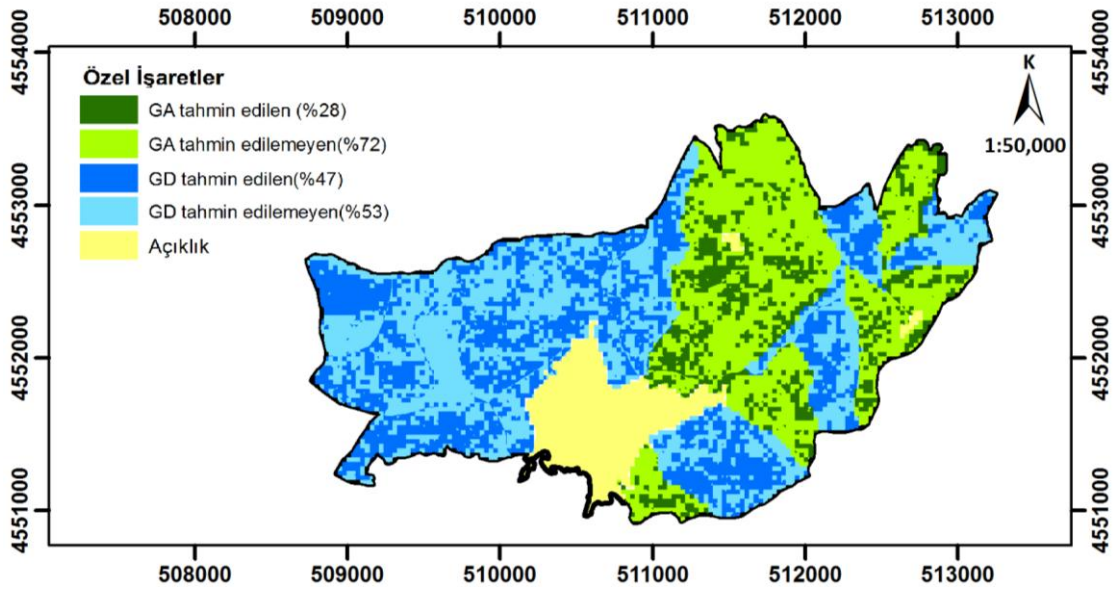 508000 509000 510000 511000 512000 513000
4554000 4554000
Özel İşaretler
GA tahmin edilen (%28)
GA tahmin edilemeyen(%72)
GD tahmin edilen(%47)
GD tahmin edilemeyen(%53)
Açıklık
K
1:50,000
4553000 4553000
4552000 4552000
4551000 4551000
508000 509000 510000 511000 512000 513000